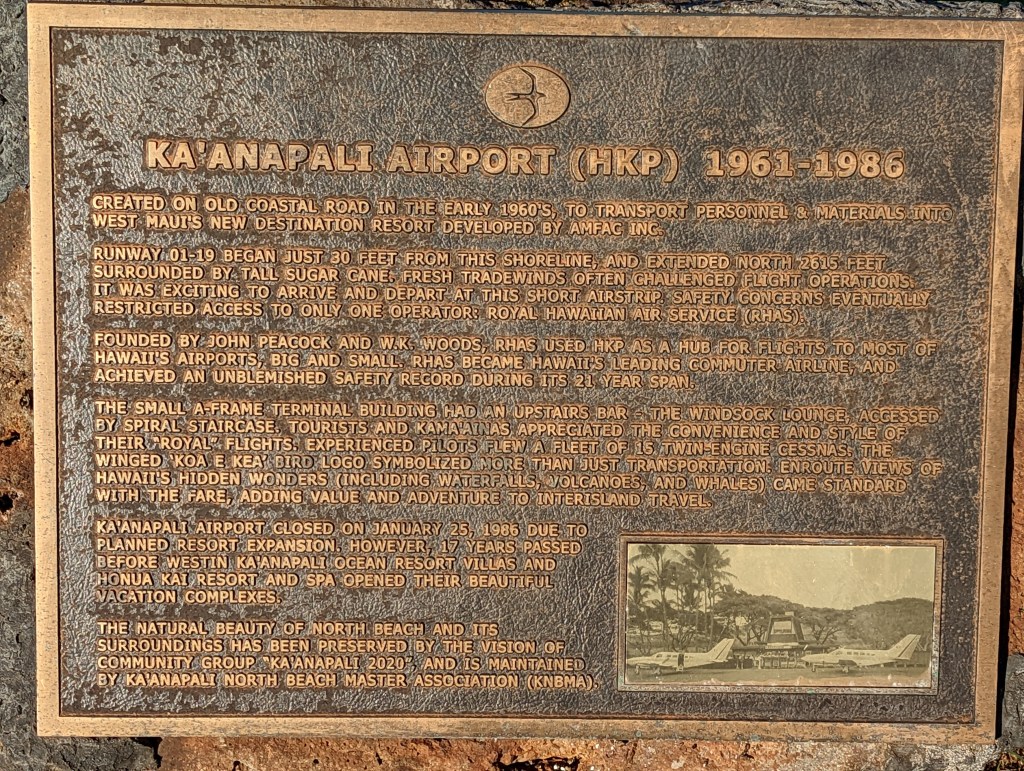 KA'ANAPALI AIRPORT (HKP) 1961-1986
CREATED ON OLD COASTAL ROAD IN THE EARLY 1960'S, TO TRANSPORT PERSONNEL & MATERIALS INTO
WEST MAUI'S NEW DESTINATION RESORT DEVELOPED BY AMFAC INC.
RUNWAY 01-19 BEGAN JUST 30 FEET FROM THIS SHORELINE, AND EXTENDED NORTH 2615 FEET
SURROUNDED BY TALL SUGAR CANE. FRESH TRADEWINDS OFTEN CHALLENGED FLIGHT OPERATIONS.
IT WAS EXCITING TO ARRIVE AND DEPART AT THIS SHORT AIRSTRIP. SAFETY CONCERNS EVENTUALLY
RESTRICTED ACCESS TO ONLY ONE OPERATOR: ROYAL HAWAIIAN AIR SERVICE (RHAS).
FOUNDED BY JOHN PEACOCK AND W.K. WOODS, RHAS USED HKP AS A HUB FOR FLIGHTS TO MOST OF
HAWAII'S AIRPORTS, BIG AND SMALL. RHAS BECAME HAWAII'S LEADING COMMUTER AIRLINE, AND
ACHIEVED AN UNBLEMISHED SAFETY RECORD DURING ITS 21 YEAR SPAN.
THE SMALL A-FRAME TERMINAL BUILDING HAD AN UPSTAIRS BAR - THE WINDSOCK LOUNGE, ACCESSED
BY SPIRAL STAIRCASE. TOURISTS AND KAMA'AINAS APPRECIATED THE CONVENIENCE AND STYLE OF
THEIR "ROYAL" FLIGHTS. EXPERIENCED PILOTS FLEW A FLEET OF 15 TWIN-ENGINE CESSNAS. THE
WINGED 'KOA E KEA' BIRD LOGO SYMBOLIZED MORE THAN JUST TRANSPORTATION: ENROUTE VIEWS OF
HAWAII'S HIDDEN WONDERS (INCLUDING WATERFALLS, VOLCANOES, AND WHALES) CAME STANDARD
WITH THE FARE, ADDING VALUE AND ADVENTURE TO INTERISLAND TRAVEL.
KA'ANAPALI AIRPORT CLOSED ON JANUARY 25, 1986 DUE TO
PLANNED RESORT EXPANSION. HOWEVER, 17 YEARS PASSED
BEFORE WESTIN KA'ANAPALI OCEAN RESORT VILLAS AND
HONUA KAI RESORT AND SPA OPENED THEIR BEAUTIFUL
VACATION COMPLEXES.
THE NATURAL BEAUTY OF NORTH BEACH AND ITS
SURROUNDINGS HAS BEEN PRESERVED BY THE VISION OF
COMMUNITY GROUP "KA'ANAPALI 2020", AND IS MAINTAINED
BY KA'ANAPALI NORTH BEACH MASTER ASSOCIATION (KNBMA).